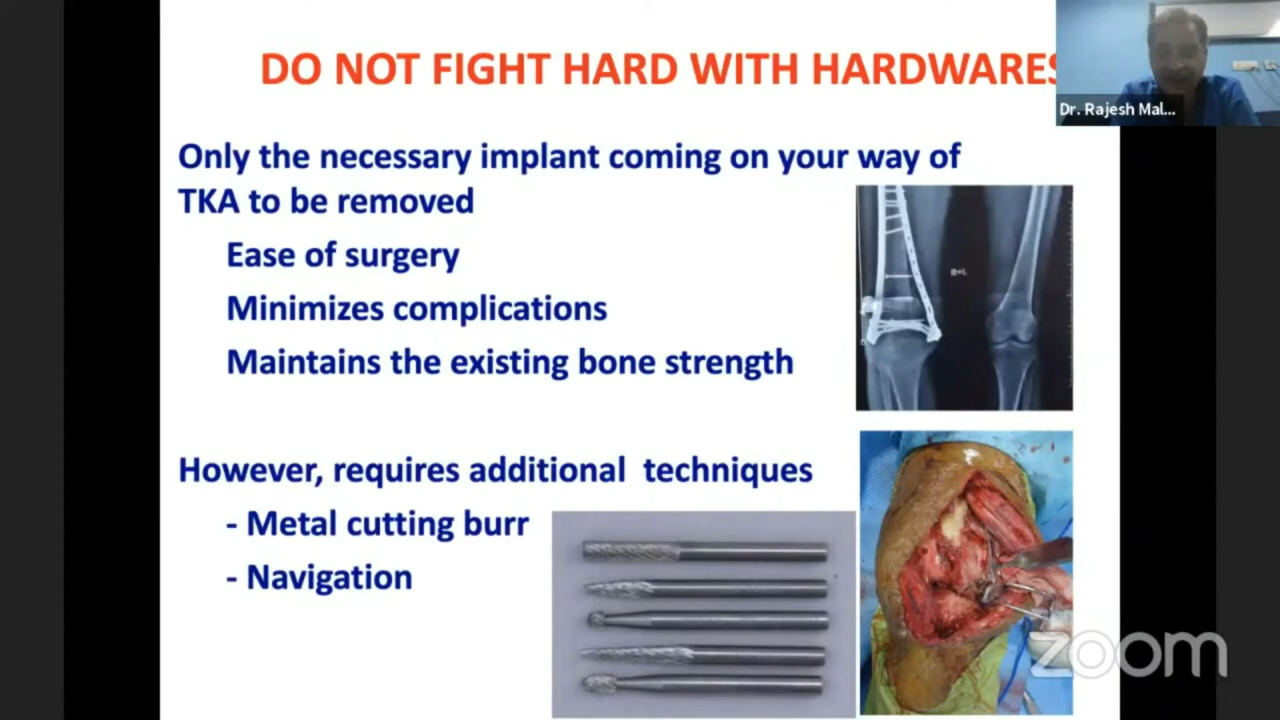 DO NOT FIGHT HARD WITH HARDWARES
Dr. Rajesh Mal...
Only the necessary implant coming on your way of
TKA to be removed
Ease of surgery
Minimizes complications
Maintains the existing bone strength
However, requires additional techniques
- Metal cutting burr
- Navigation
zoom